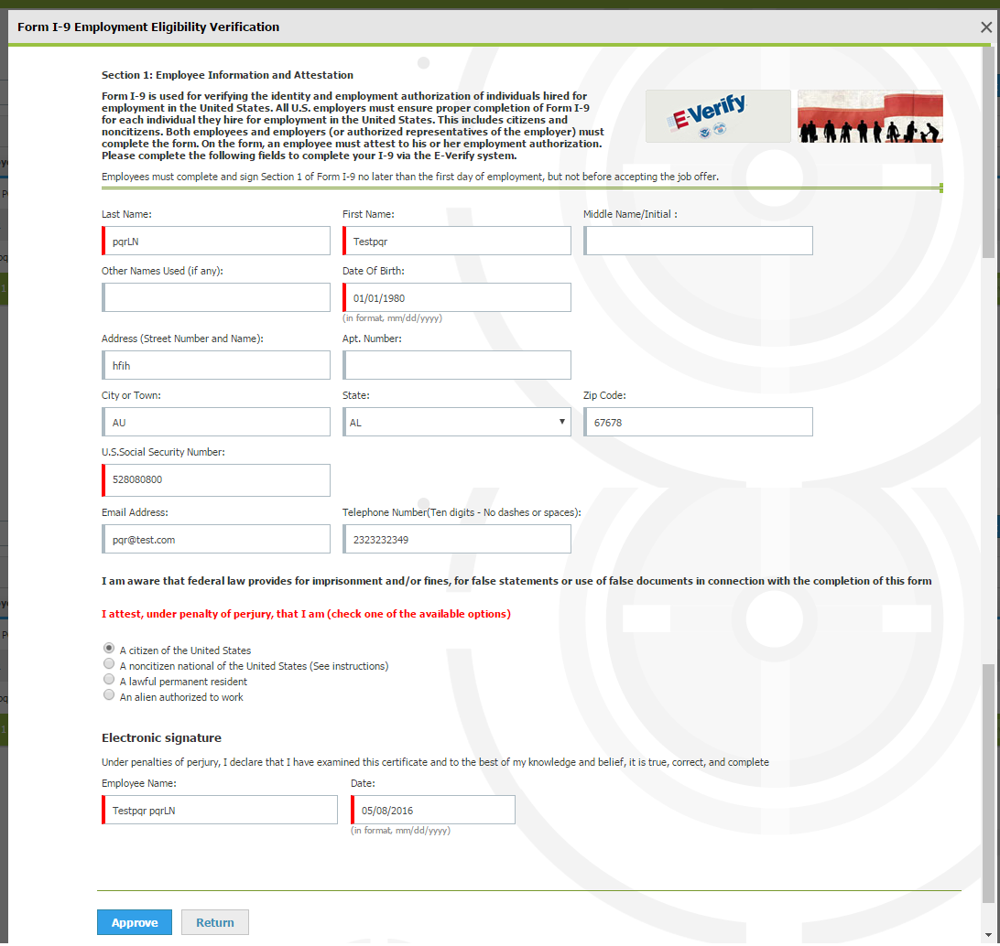 Form I-9 Employment Eligibility Verification
Section 1: Employee Information and Attestation
Form I-9 is used for verifying the identity and employment authorization of individuals hired for
employment in the United States. All U.S. employers must ensure proper completion of Form I-9
for each individual they hire for employment in the United States. This includes citizens and
noncitizens. Both employees and employers (or authorized representatives of the employer) must
complete the form. On the form, an employee must attest to his or her employment authorization.
Please complete the following fields to complete your I-9 via the E-Verify system.
E-Verify
Employees must complete and sign Section 1 of Form I-9 no later than the first day of employment, but not before accepting the job offer.
Last Name: First Name: Middle Name/Initial :
pqrLN Testpqr
Other Names Used (if any): Date Of Birth:
01/01/1980
(in format, mm/dd/yyyy)
Address (Street Number and Name): Apt. Number:
hfih
City or Town: State: Zip Code:
AU AL 67678
U.S.Social Security Number:
528080800
Email Address: Telephone Number(Ten digits - No dashes or spaces):
pqr@test.com 2323232349
I am aware that federal law provides for imprisonment and/or fines, for false statements or use of false documents in connection with the completion of this form
I attest, under penalty of perjury, that I am (check one of the available options)
A citizen of the United States
A noncitizen national of the United States (See instructions)
A lawful permanent resident
An alien authorized to work
Electronic signature
Under penalties of perjury, I declare that I have examined this certificate and to the best of my knowledge and belief, it is true, correct, and complete
Employee Name: Date:
Testpqr pqrLN 05/08/2016
(in format, mm/dd/yyyy)
Approve Return